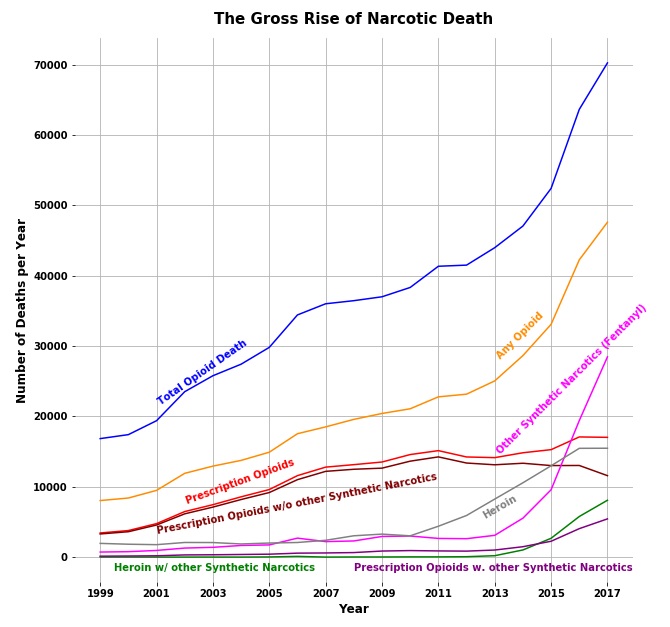 The Gross Rise of Narcotic Death
Number of Deaths per Year
70000
60000
50000
40000
30000
20000
10000
0
Total Opioid Death
Any Opioid
Other Synthetic Narcotics (Fentanyl)
Prescription Opioids
Prescription Opioids w/o other Synthetic Narcotics
Heroin
Heroin w/ other Synthetic Narcotics
Prescription Opioids w. other Synthetic Narcotics
1999 2001 2003 2005 2007 2009 2011 2013 2015 2017
Year